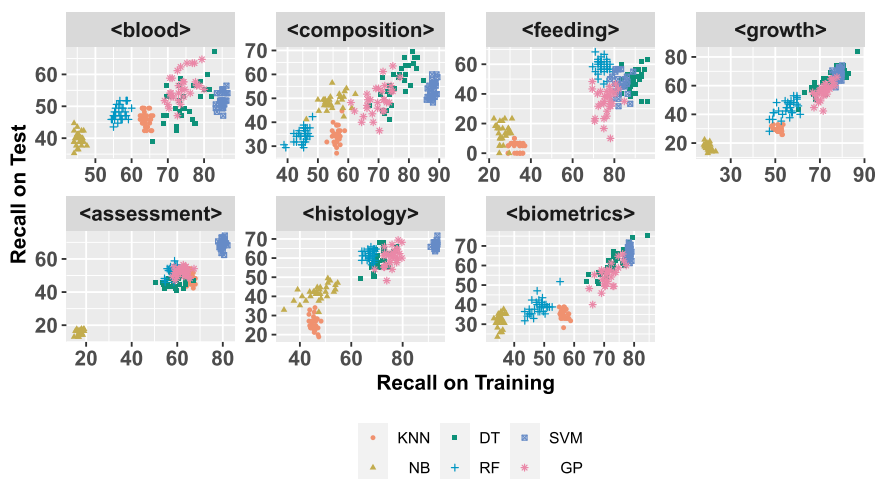 <blood> <composition> <feeding> <growth>
60
50
40
50 60 70 80
70
60
50
40
30
40 50 60 70 80 90
60
40
20
0
20 40 60 80
80
60
40
20
30 50 70 90
Recall on Test
<assessment> <histology> <biometrics>
60
40
20
20 40 60 80
70
60
50
40
30
20
40 60 80
70
60
50
40
30
40 50 60 70 80
Recall on Training
KNN DT SVM
NB RF GP